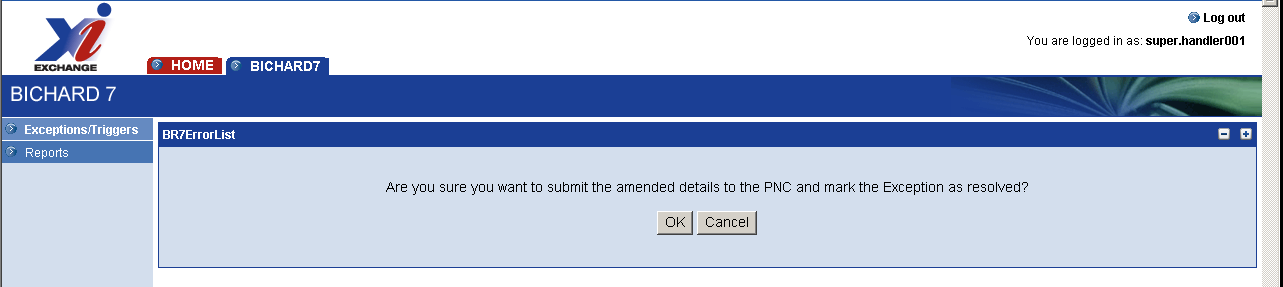 Log out
You are logged in as: super.handler001
Xi
EXCHANGE
HOME BICHARD7
BICHARD 7
Exceptions/Triggers
Reports
BR7ErrorList
Are you sure you want to submit the amended details to the PNC and mark the Exception as resolved?
OK Cancel